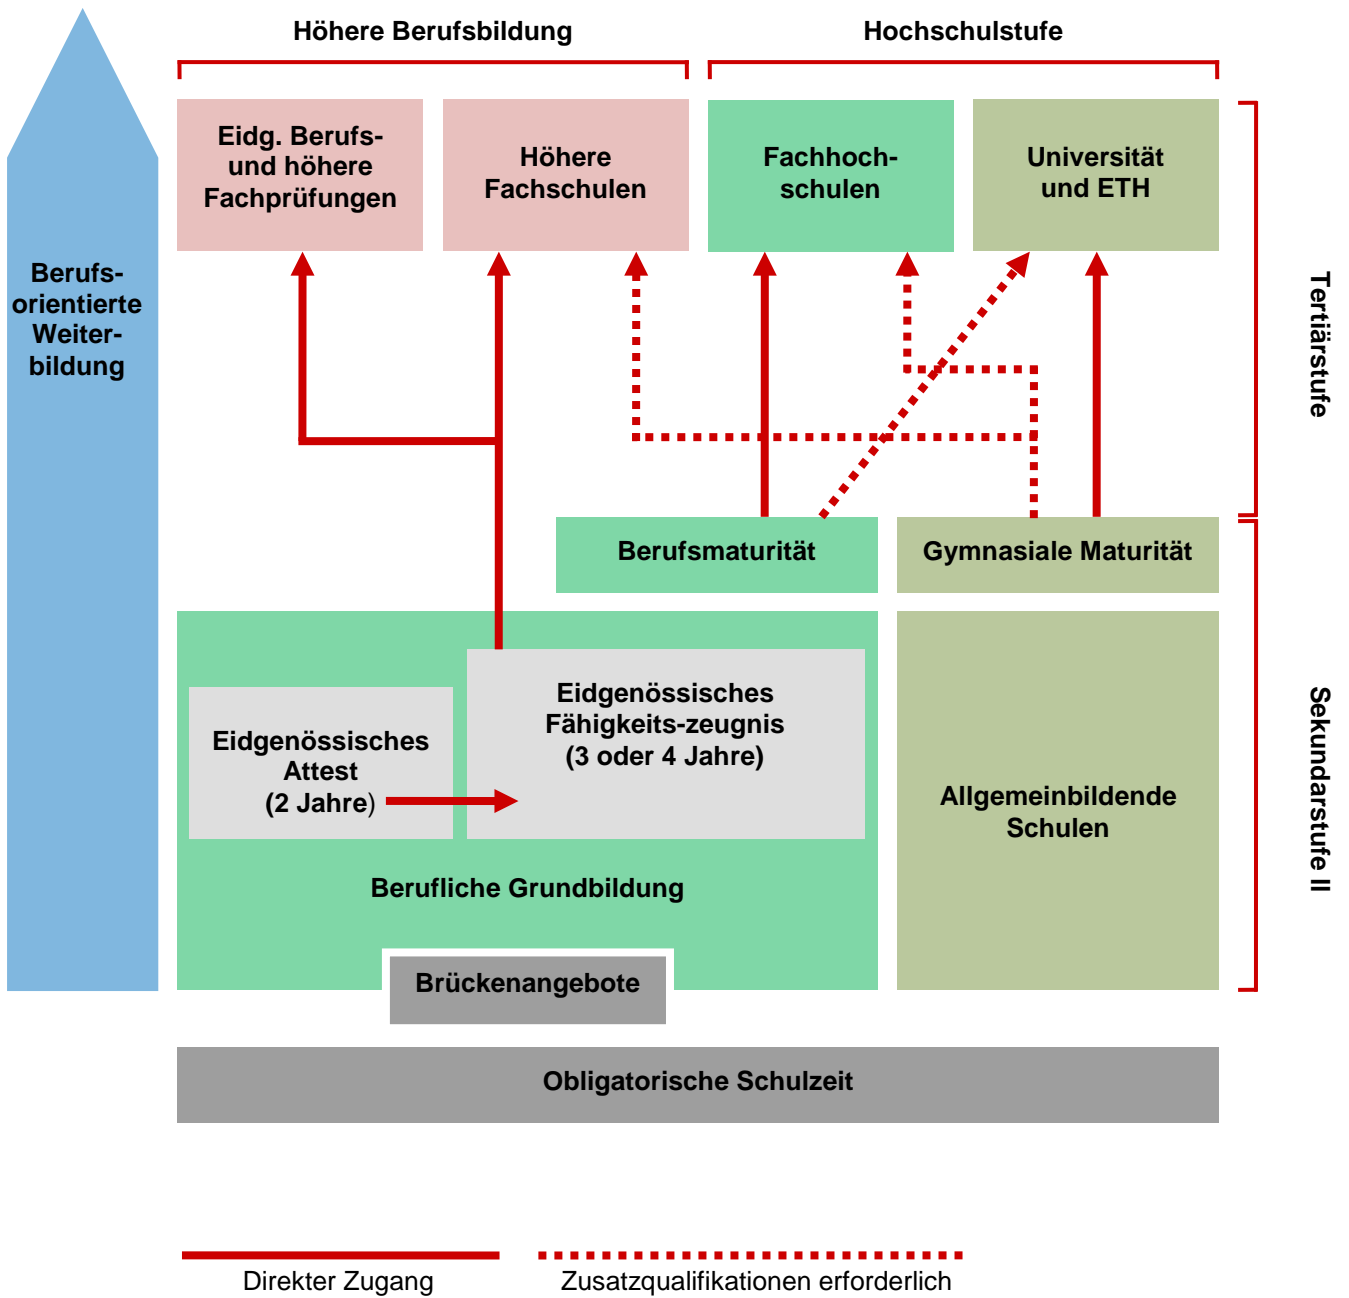 Höhere Berufsbildung
Hochschulstufe
Eidg. Berufs-
und höhere
Fachprüfungen
Höhere
Fachschulen
Fachhoch-
schulen
Universität
und ETH
Berufs-
orientierte
Weiter-
bildung
Tertiärstufe
Berufsmaturität
Gymnasiale Maturität
Eidgenössisches
Attest
(2 Jahre)
Eidgenössisches
Fähigkeits-zeugnis
(3 oder 4 Jahre)
Allgemeinbildende
Schulen
Sekundarstufe II
Berufliche Grundbildung
Brückenangebote
Obligatorische Schulzeit
Direkter Zugang
Zusatzqualifikationen erforderlich